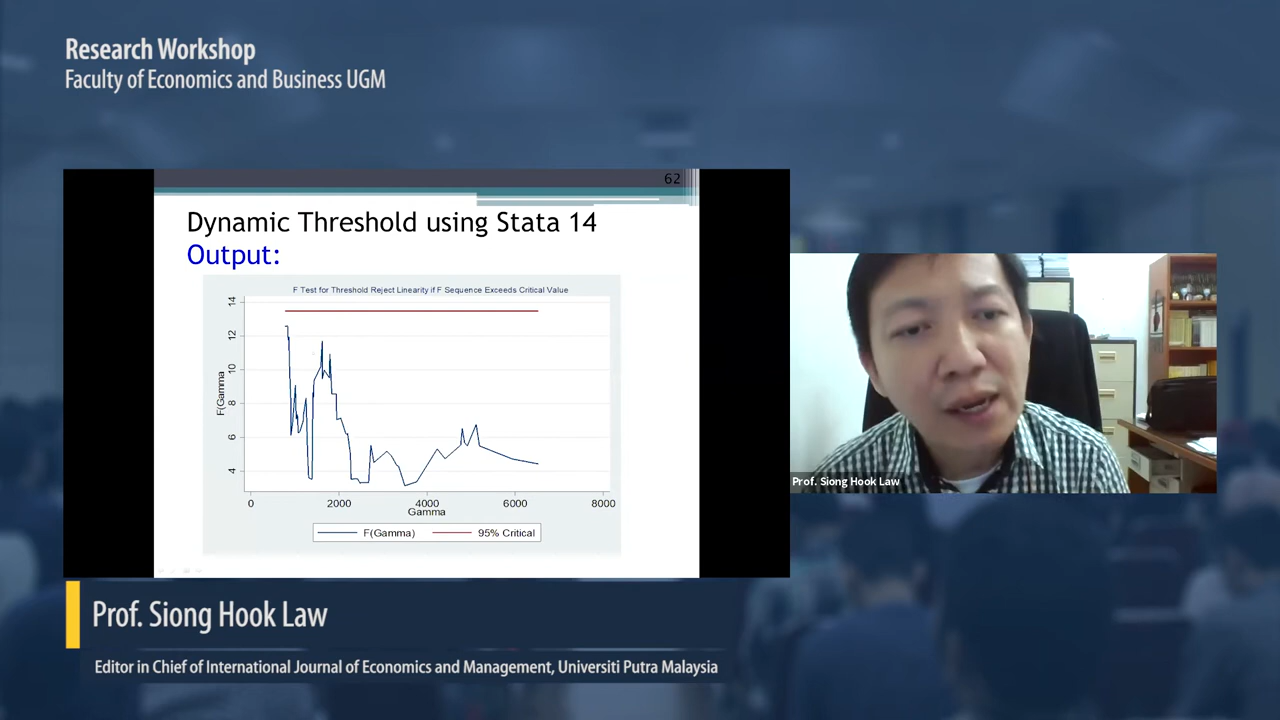 Research Workshop
Faculty of Economics and Business UGM
62
Dynamic Threshold using Stata 14
Output:
F Test for Threshold Reject Linearity if F Sequence Exceeds Critical Value
14
12
10
8
6
4
F(Gamma
0 2000 4000 6000 8000
Gamma
F(Gamma) 95% Critical
Prof. Siong Hook Law
Prof. Siong Hook Law
Editor in Chief of International Journal of Economics and Management, Universiti Putra Malaysia